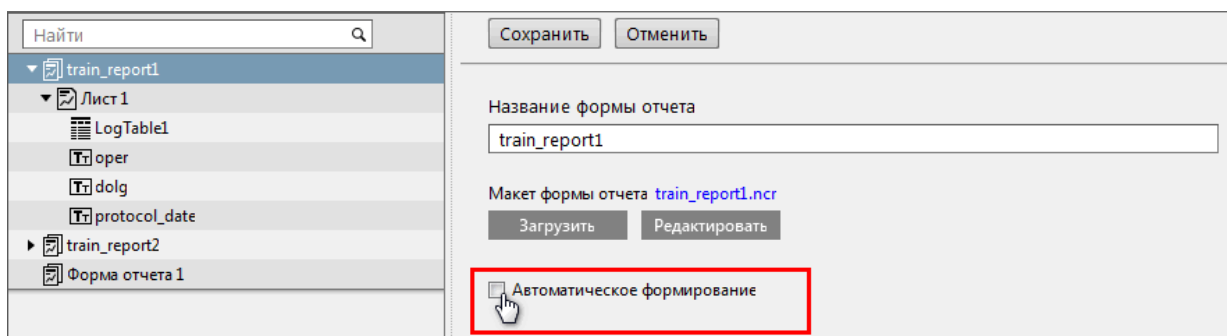 Найти
train_report1
Лист 1
LogTable1
oper
dolg
protocol_date
train_report2
Форма отчета 1
Сохранить Отменить
Название формы отчета
train_report1
Макет формы отчета train_report1.ncr
Загрузить Редактировать
Автоматическое формирование